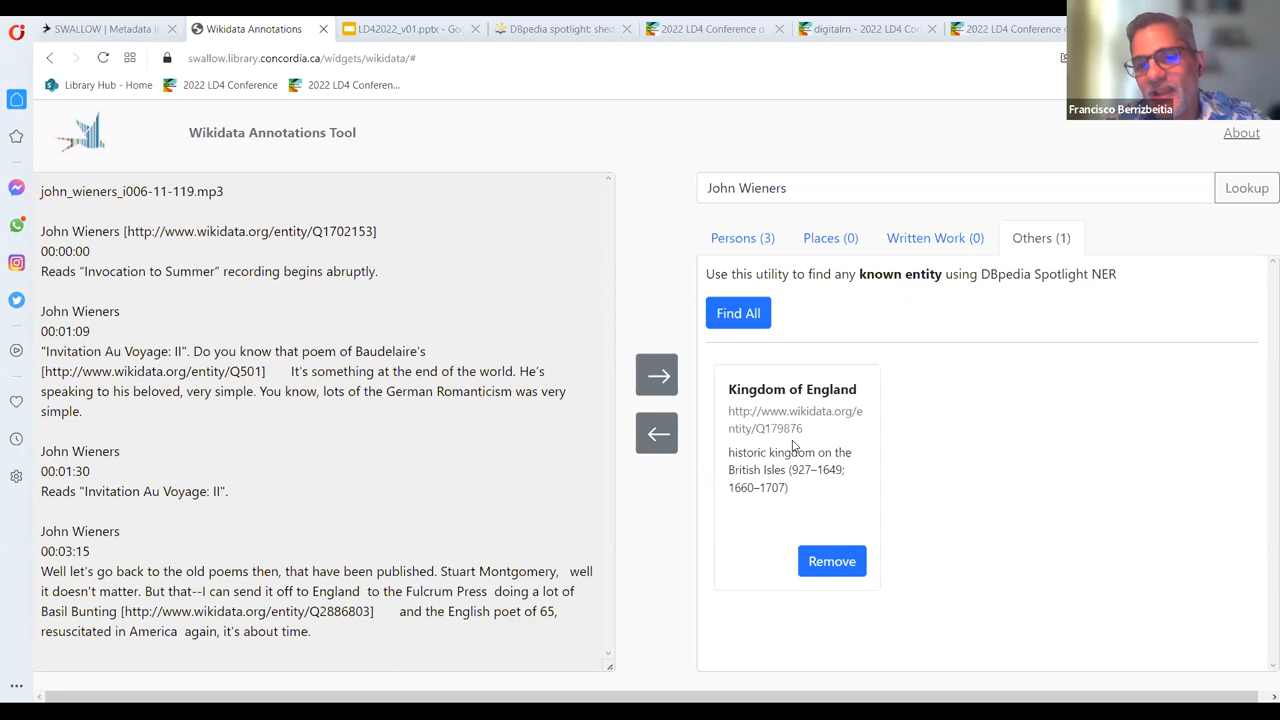 SWALLOW [ Metadata I
Wikidata Annotations
LD42022_v01.pptx - Go
DBpedia spotlight: shed
2022 LD4 Conference o
digitalrn - 2022 LD4 Co
2022 LD4 Conference
swallow.library.concordia.ca/widgets/wikidata/#
Library Hub - Home
2022 LD4 Conference
2022 LD4 Conferen...
Francisco Berrizbeitia
Wikidata Annotations Tool
About
john_wieners_i006-11-119.mp3
John Wieners [http://www.wikidata.org/entity/Q1702153]
00:00:00
Reads “Invocation to Summer” recording begins abruptly.
John Wieners
00:01:09
"Invitation Au Voyage: II". Do you know that poem of Baudelaire's
[http://www.wikidata.org/entity/Q501] It's something at the end of the world. He's
speaking to his beloved, very simple. You know, lots of the German Romanticism was very
simple.
John Wieners
00:01:30
Reads "Invitation Au Voyage: II".
John Wieners
00:03:15
Well let's go back to the old poems then, that have been published. Stuart Montgomery, well
it doesn't matter. But that--I can send it off to England to the Fulcrum Press doing a lot of
Basil Bunting [http://www.wikidata.org/entity/Q2886803] and the English poet of 65,
resuscitated in America again, it's about time.
John Wieners
Lookup
Persons (3)
Places (0)
Written Work (0)
Others (1)
Use this utility to find any known entity using DBpedia Spotlight NER
Find All
Kingdom of England
http://www.wikidata.org/e
ntity/Q179876
historic kingdom on the
British Isles (927–1649;
1660–1707)
Remove